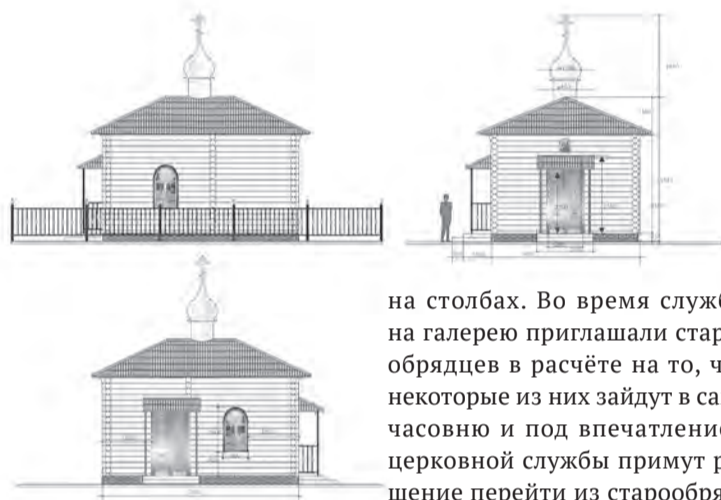 на столбах. Во время служб
на галерею приглашали стар
обрядцев в расчёте на то, ч
некоторые из них зайдут в са
часовню и под впечатление
церковной службы примут р
шение перейти из старообря